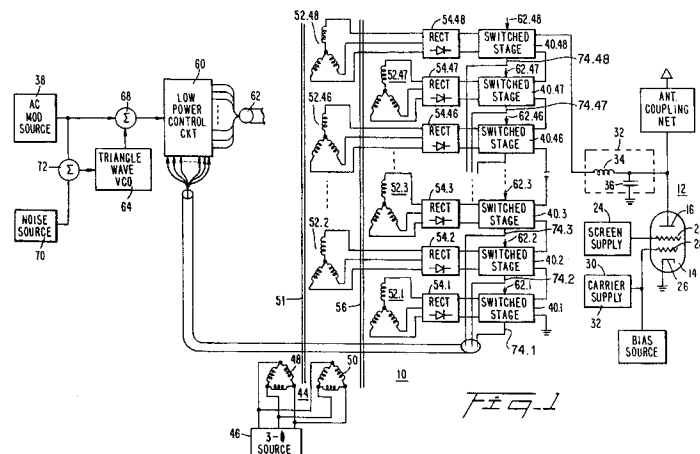 52.48
54.48
62.48
RECT
SWITCHED STAGE
40.48
60
62.47
74.48
38
54.47
AC MOD SOURCE
68
LOW POWER CONTROL CKT
62
52.47
RECT
SWITCHED STAGE
40.47
74.47
52.46
54.46
62.46
ANT. COUPLING NET
Σ
RECT
SWITCHED STAGE
40.46
32
72
Σ
TRIANGLE WAVE VCO
34
12
36
16
64
54.3
62.3
24
52.3
RECT
SWITCHED STAGE
40.3
SCREEN SUPPLY
NOISE SOURCE
70
52.2
54.2
62.2
74.3
30
28
RECT
SWITCHED STAGE
40.2
14
54.1
62.1
74.2
CARRIER SUPPLY
26
51
56
52.1
RECT
SWITCHED STAGE
40.1
32
74.1
BIAS SOURCE
48
50
44
10
Fig. 1
46
3-ϕ SOURCE